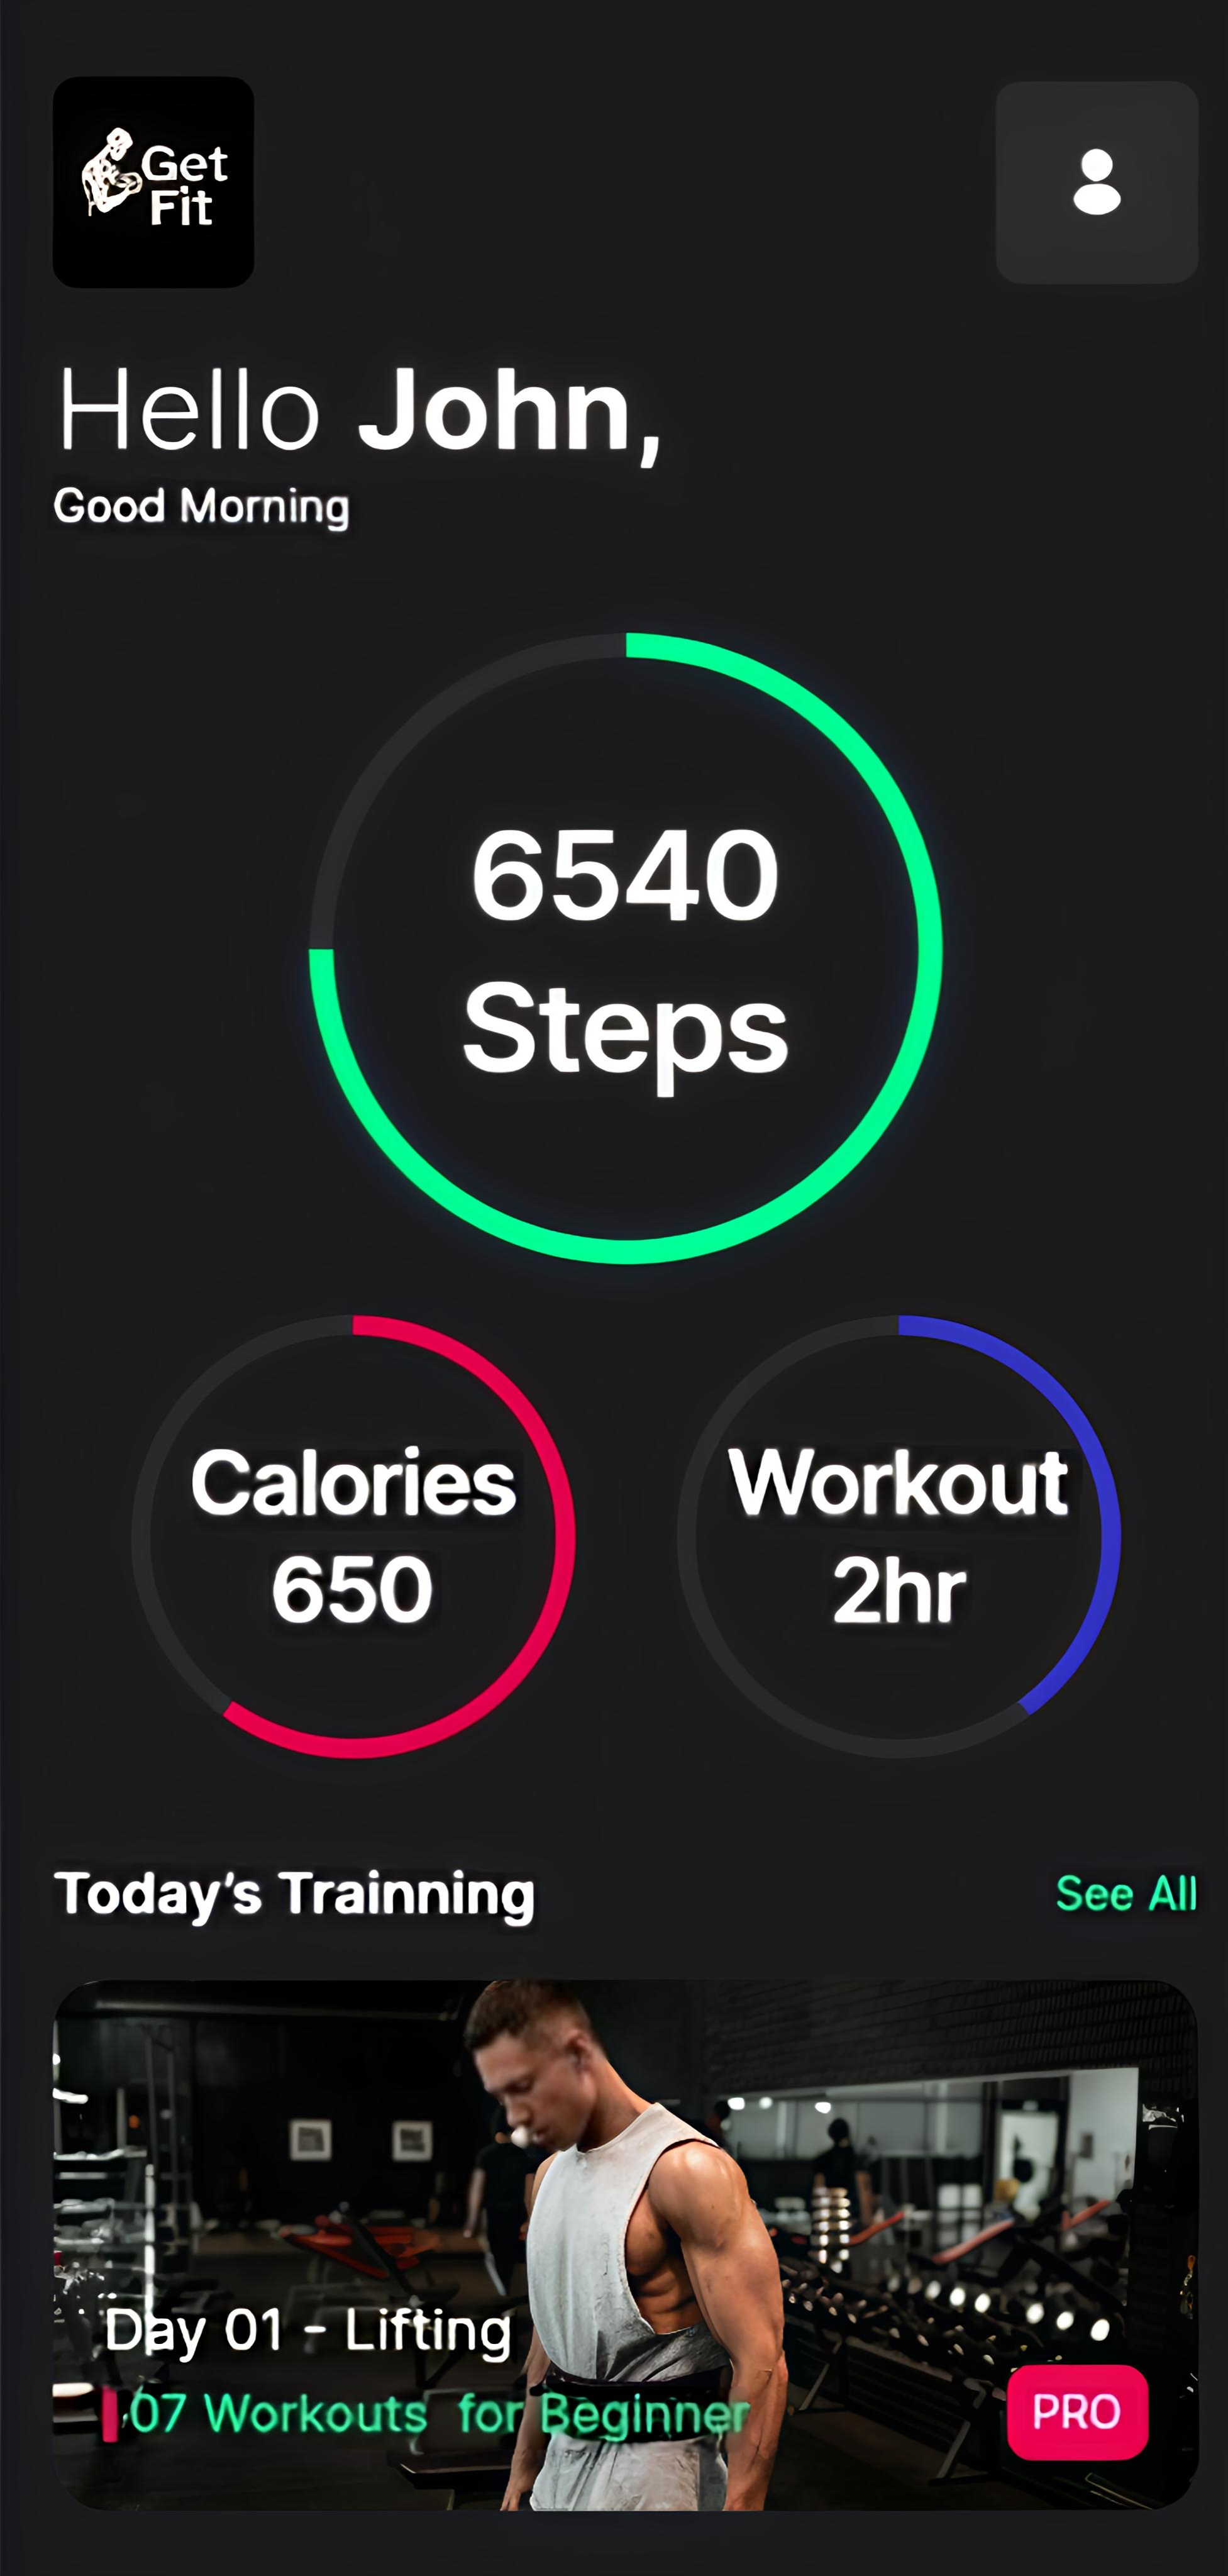 Get
Fit
Hello John,
Good Morning
6540
Steps
Calories
650
Workout
2hr
Today's Trainning
See All
Day 01 - Lifting
07 Workouts for Beginner
PRO